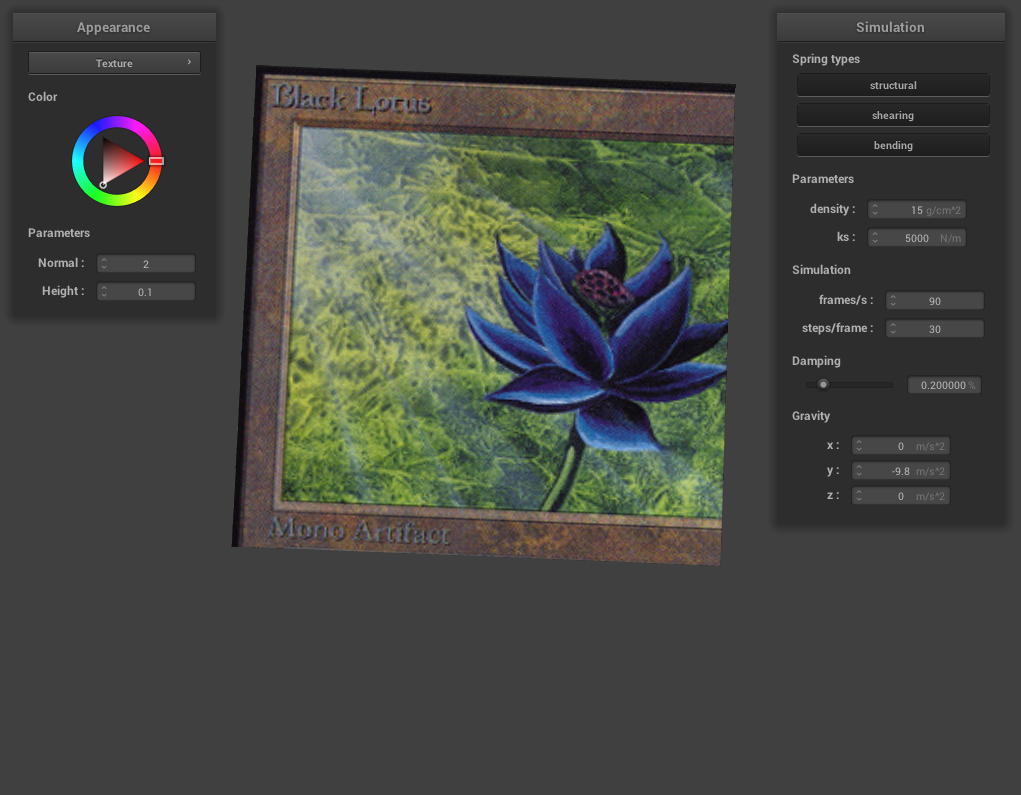 Appearance
Texture
Color
Parameters
Normal : 2
Height : 0.1
Black Lotus
Mono Artifact
Simulation
Spring types
structural
shearing
bending
Parameters
density : 15 g/cm^2
ks : 5000 N/m
Simulation
frames/s : 90
steps/frame : 30
Damping
0.200000 %
Gravity
x : 0 m/s^2
y : -9.8 m/s^2
z : 0 m/s^2